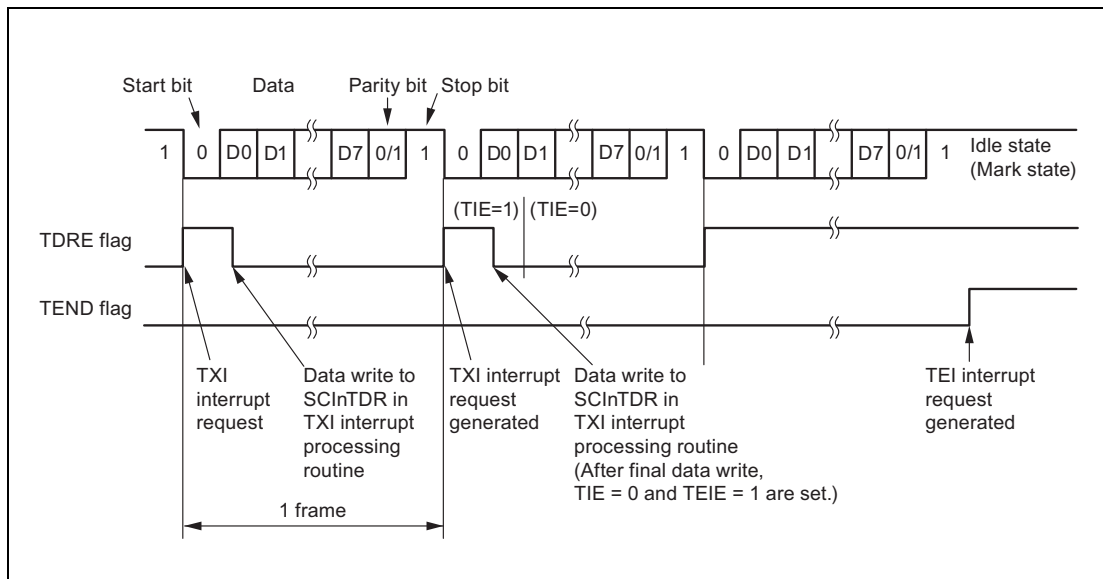 Start bit Data Parity bit Stop bit
1 0 D0 D1 D7 0/1 1 0 D0 D1 D7 0/1 1 0 D0 D1 D7 0/1 1 Idle state
(Mark state)
(TIE=1) (TIE=0)
TDRE flag
TEND flag
TXI
interrupt
request
Data write to
SCInTDR in
TXI interrupt
processing
routine
TXI interrupt
request
generated
Data write to
SCInTDR in
TXI interrupt
processing routine
(After final data write,
TIE = 0 and TEIE = 1 are set.)
TEI interrupt
request
generated
1 frame